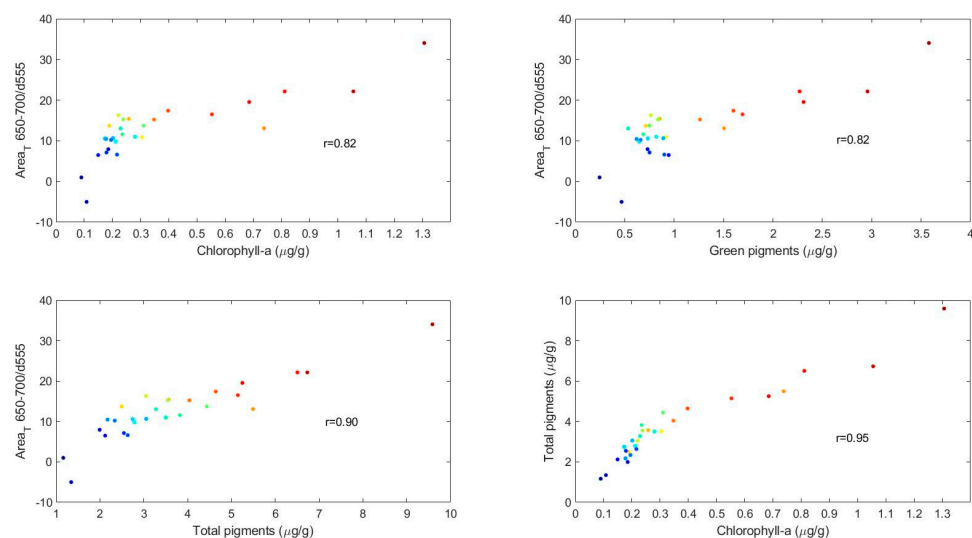 40
30
20
10
0
-10
Area_T 650-700/d555
r=0.82
0 0.1 0.2 0.3 0.4 0.5 0.6 0.7 0.8 0.9 1 1.1 1.2 1.3
Chlorophyll-a (μg/g)
40
30
20
10
0
-10
Area_T 650-700/d555
r=0.82
0 0.5 1 1.5 2 2.5 3 3.5 4
Green pigments (μg/g)
40
30
20
10
0
-10
Area_T 650-700/d555
r=0.90
1 2 3 4 5 6 7 8 9 10
Total pigments (μg/g)
10
8
6
4
2
0
Total pigments (μg/g)
r=0.95
0 0.1 0.2 0.3 0.4 0.5 0.6 0.7 0.8 0.9 1 1.1 1.2 1.3
Chlorophyll-a (μg/g)